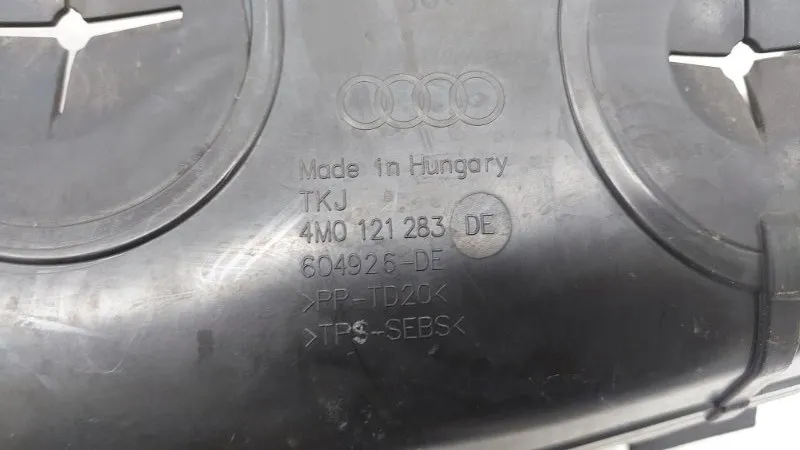 Made in Hungary
TKJ
4M0 121 283 DE
604926-DE
>PP-TD20<
>TPS-SEBS<